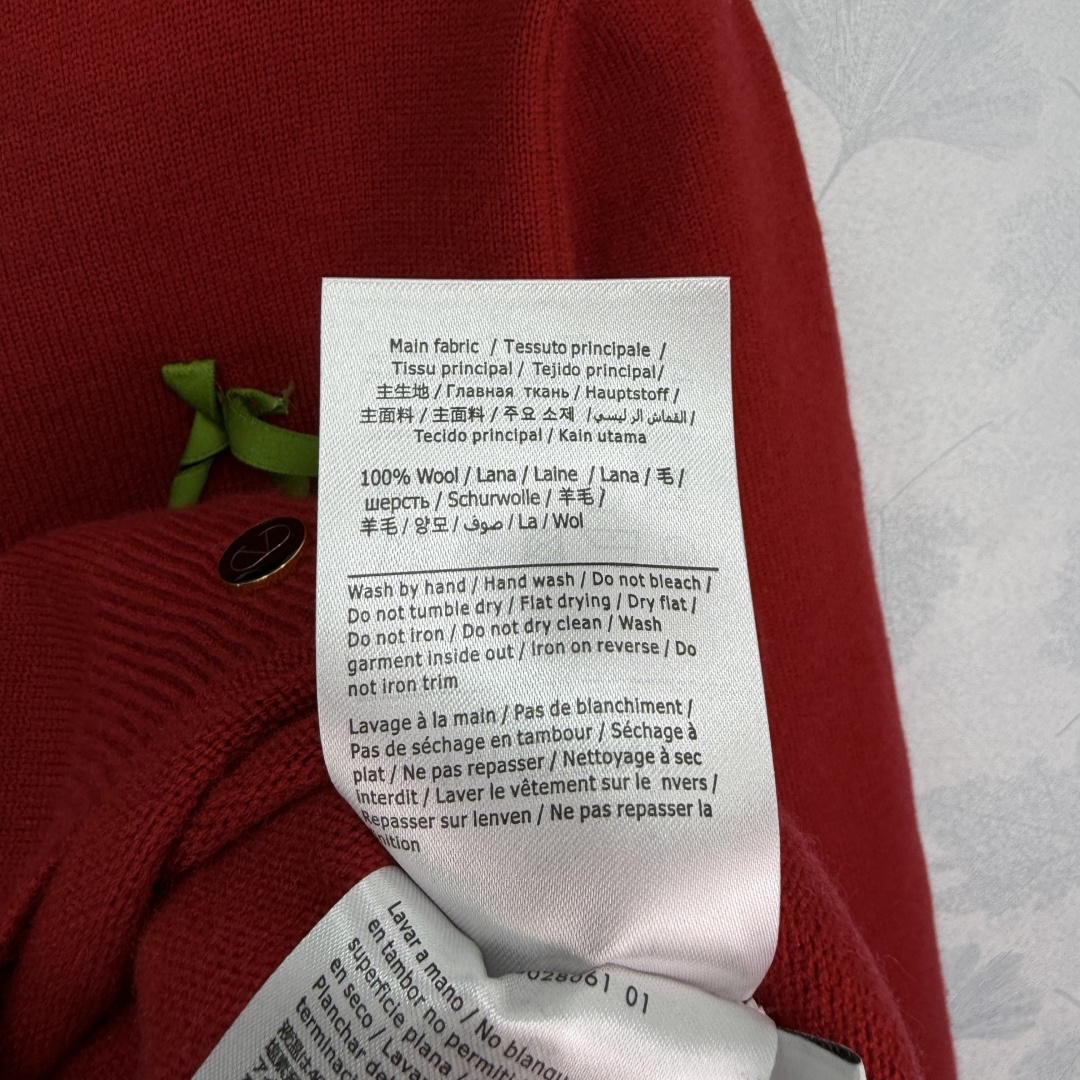 Main fabric / Tessuto principale /
Tissu principal / Tejido principal/
主生地 / Главная ткань / Hauptstoff /
主面料 / 主面料 / 주요 소재 / القماش الرئيسي /
Tecido principal / Kain utama
100% Wool / Lana / Laine / Lana / 毛 /
шерсть / Schurwolle / 羊毛 /
羊毛 / 양모 / صوف / La / Wol
Wash by hand / Hand wash / Do not bleach /
Do not tumble dry / Flat drying / Dry flat /
Do not iron / Do not dry clean / Wash
garment inside out / Iron on reverse / Do
not iron trim
Lavage à la main / Pas de blanchiment /
Pas de séchage en tambour / Séchage à
plat / Ne pas repasser / Nettoyage à sec
interdit / Laver le vêtement sur le nvers /
Repasser sur lenven / Ne pas repasser la
nition
Lavar a mano / No blanqu
en tambor no permiti
superficie plana /
en seco / Lava
Planchar de
terminac
01